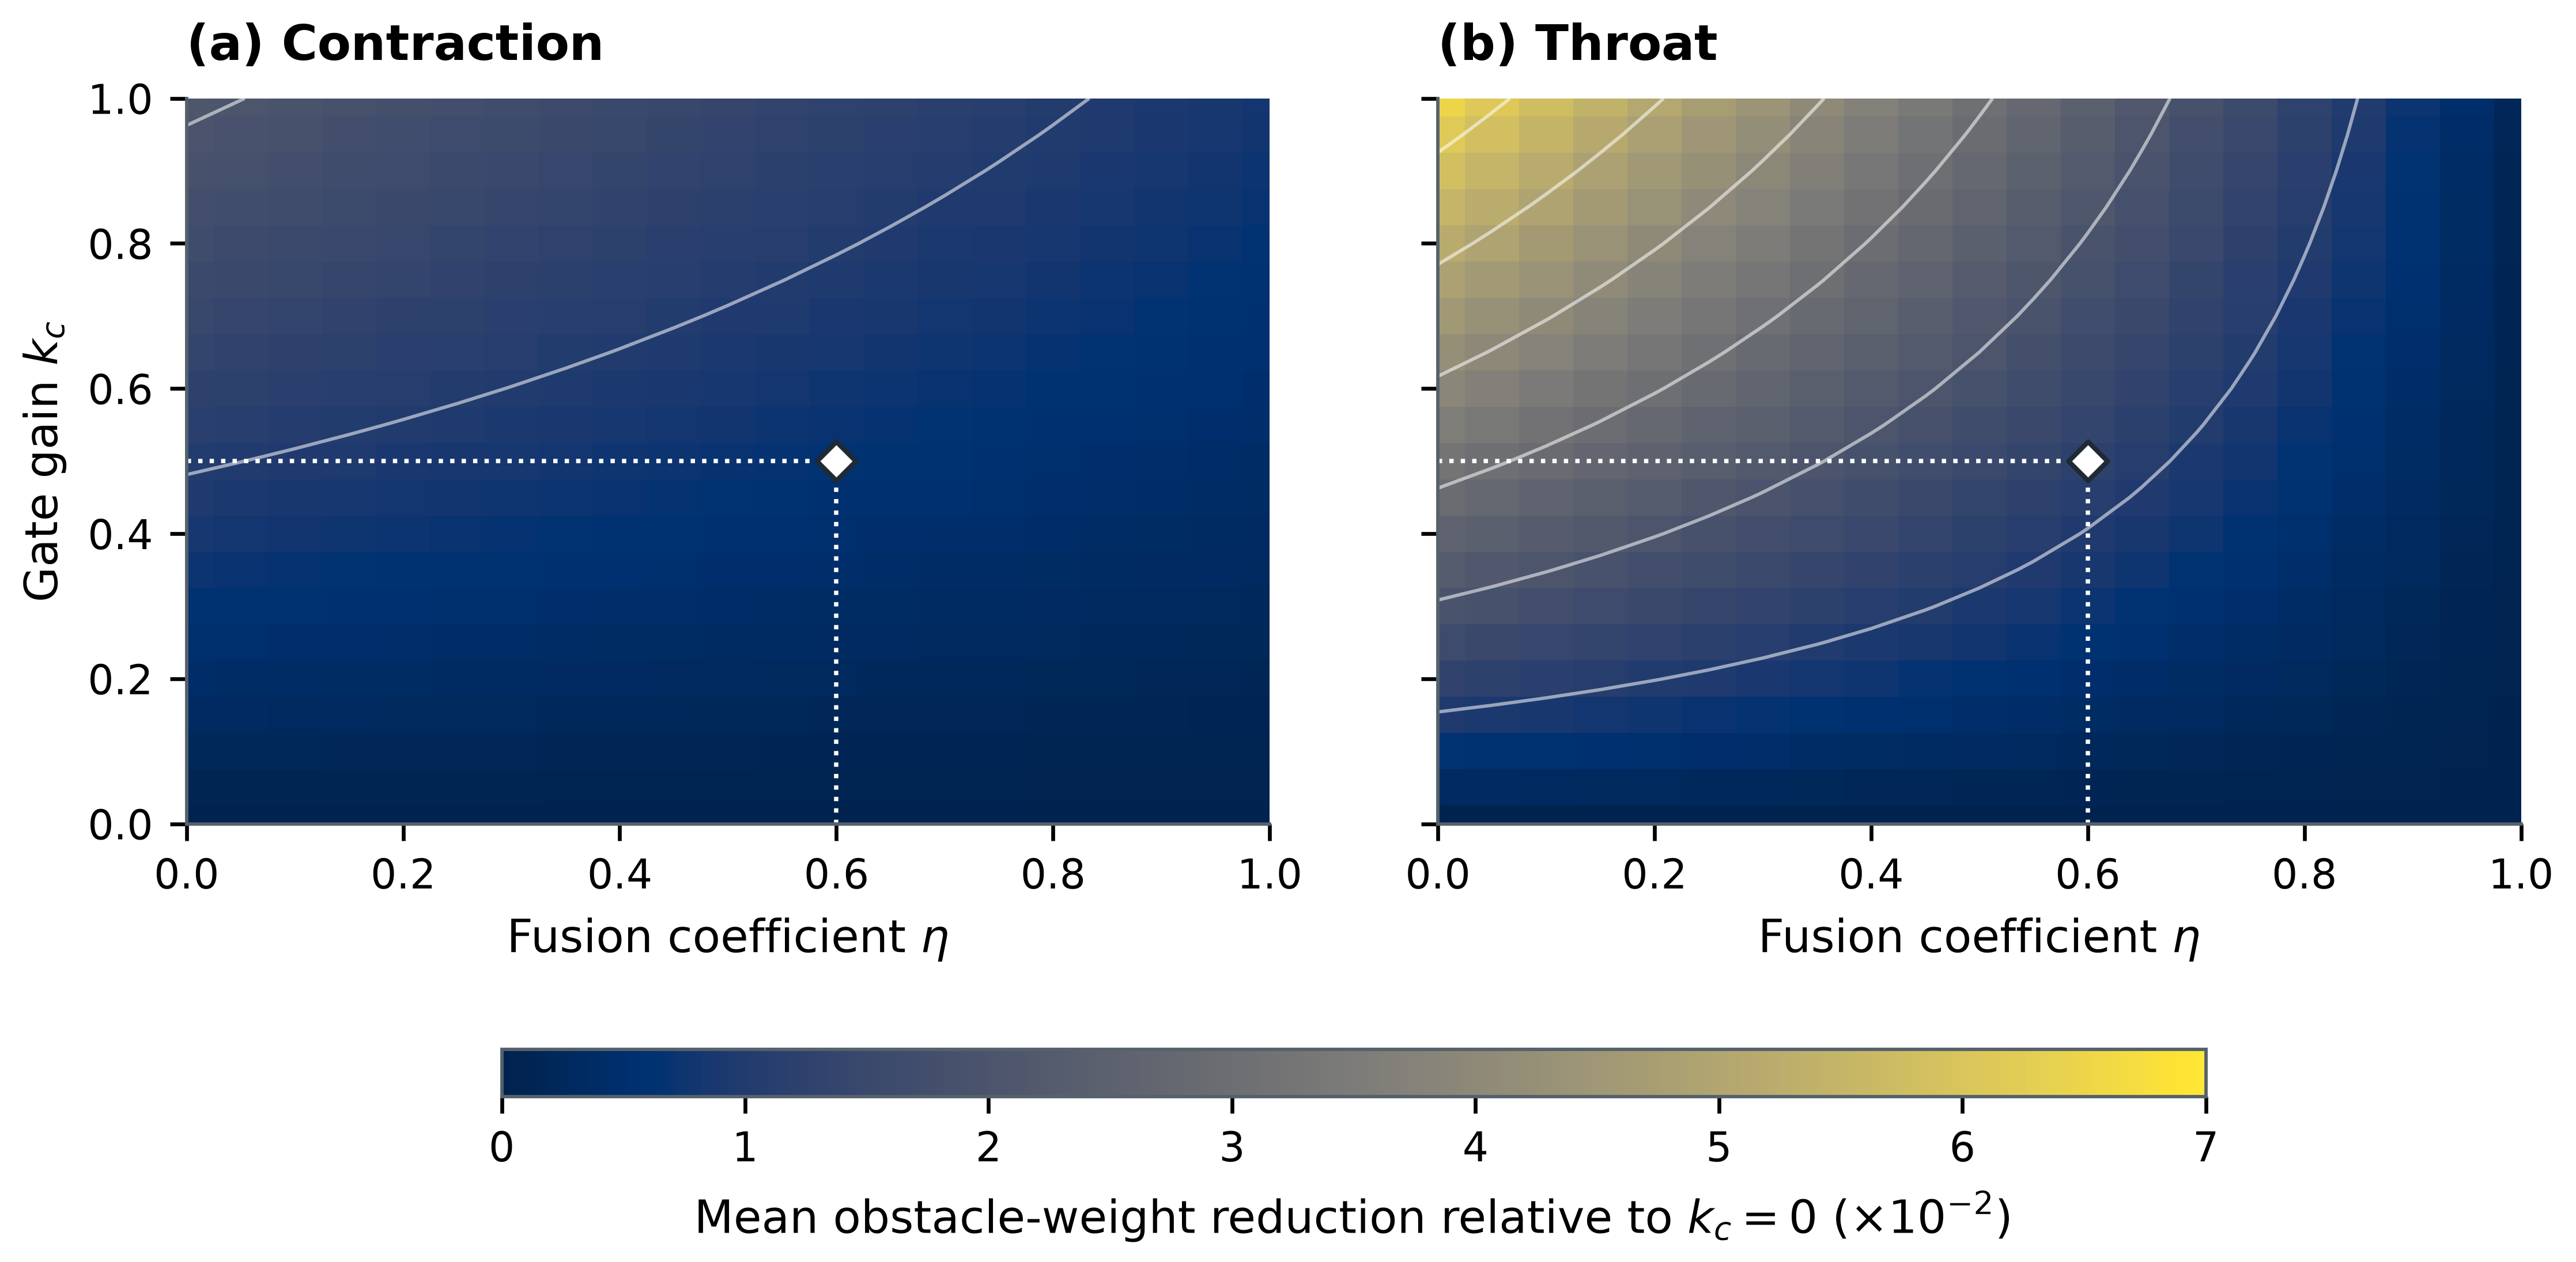 (a) Contraction
(b) Throat
1.0
0.8
0.6
0.4
0.2
0.0
Gate gain k_c
0.0 0.2 0.4 0.6 0.8 1.0
0.0 0.2 0.4 0.6 0.8 1.0
Fusion coefficient η
Fusion coefficient η
0 1 2 3 4 5 6 7
Mean obstacle-weight reduction relative to k_c = 0 (×10⁻²)